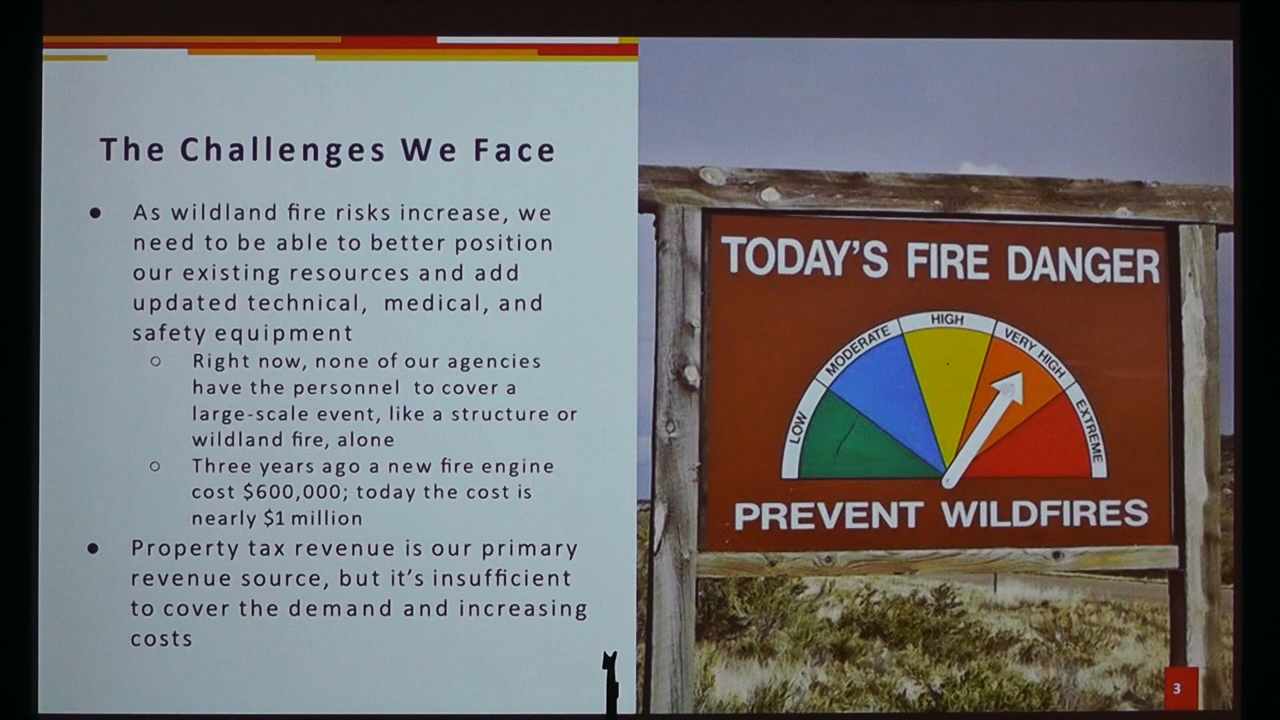 The Challenges We Face
● As wildland fire risks increase, we
need to be able to better position
our existing resources and add
updated technical, medical, and
safety equipment
○ Right now, none of our agencies
have the personnel to cover a
large-scale event, like a structure or
wildland fire, alone
○ Three years ago a new fire engine
cost $600,000; today the cost is
nearly $1 million
● Property tax revenue is our primary
revenue source, but it's insufficient
to cover the demand and increasing
costs
TODAY'S FIRE DANGER
LOW
MODERATE
HIGH
VERY HIGH
EXTREME
PREVENT WILDFIRES
3